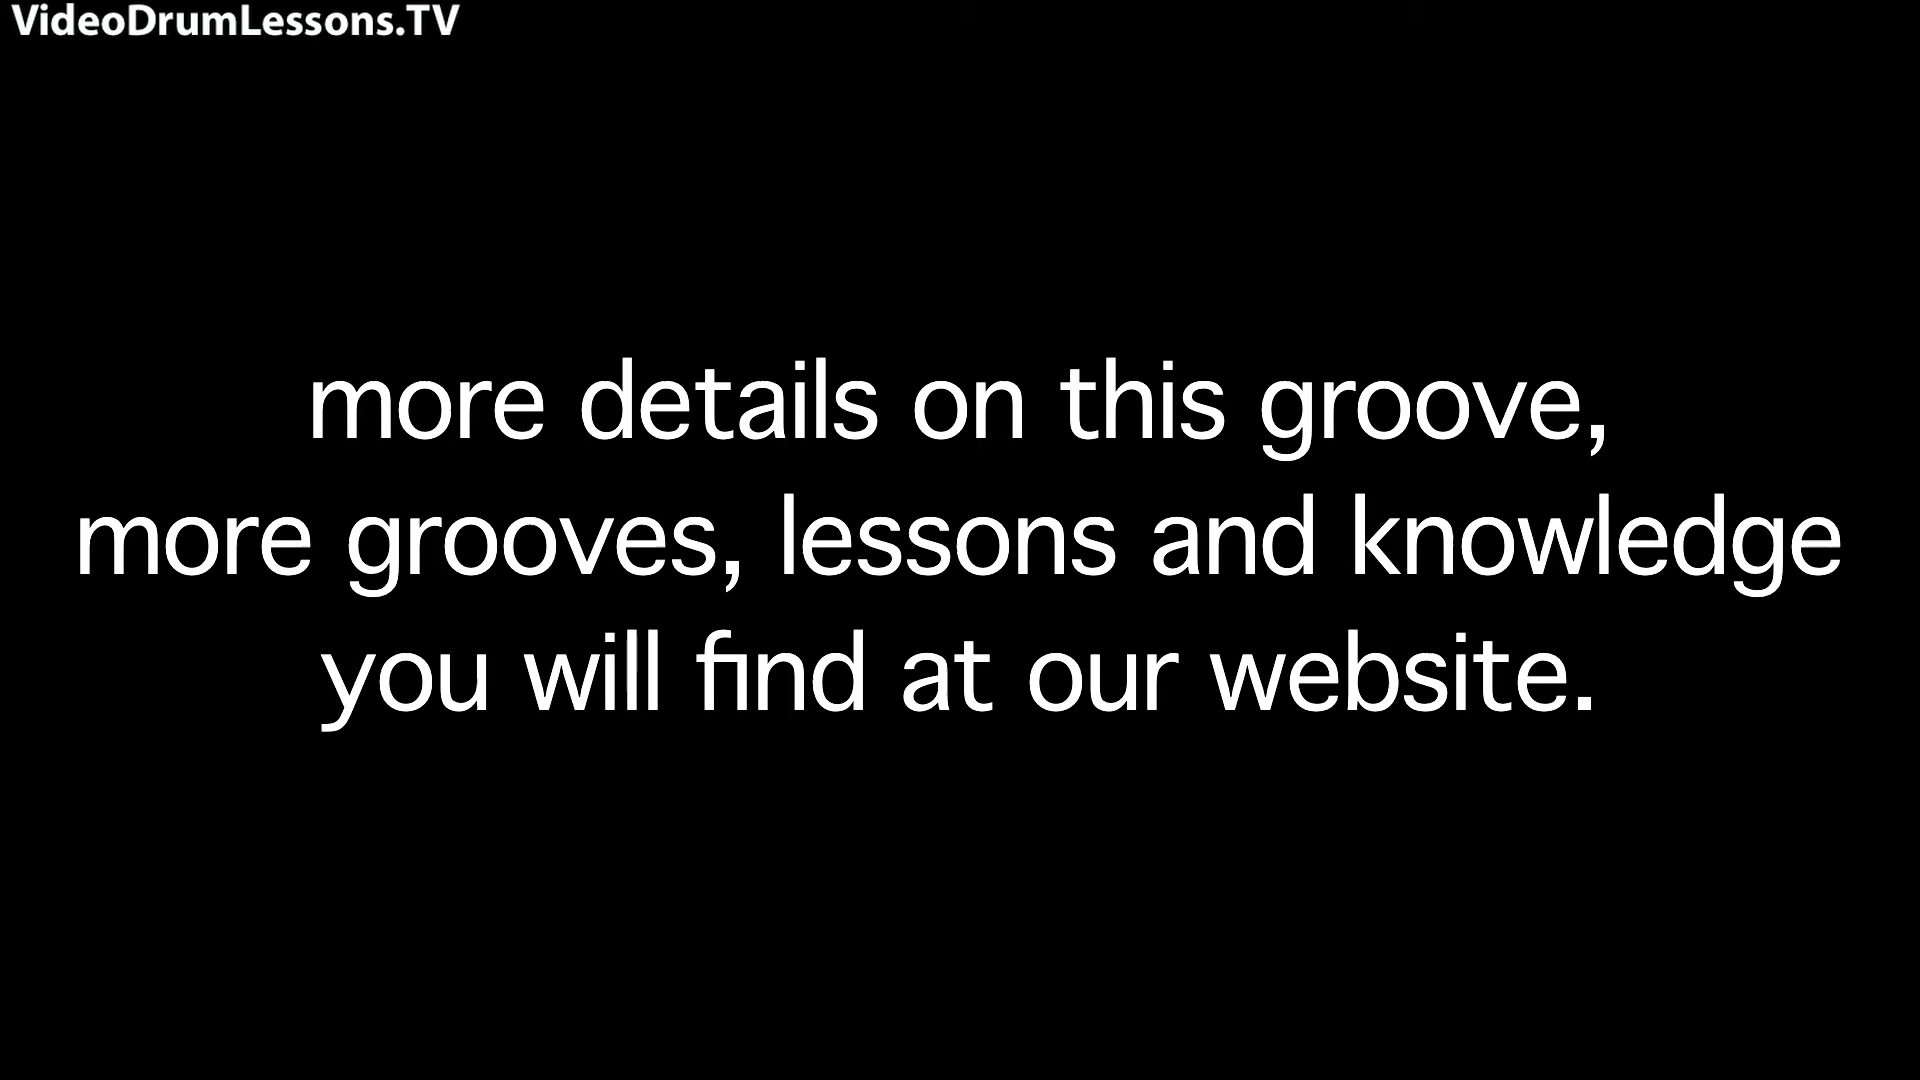 VideoDrumLessons.TV
more details on this groove,
more grooves, lessons and knowledge
you will find at our website.